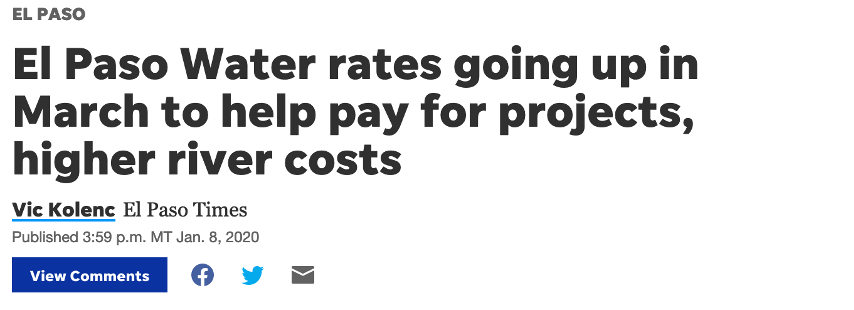 EL PASO
El Paso Water rates going up in
March to help pay for projects,
higher river costs
Vic Kolenc El Paso Times
Published 3:59 p.m. MT Jan. 8, 2020
View Comments